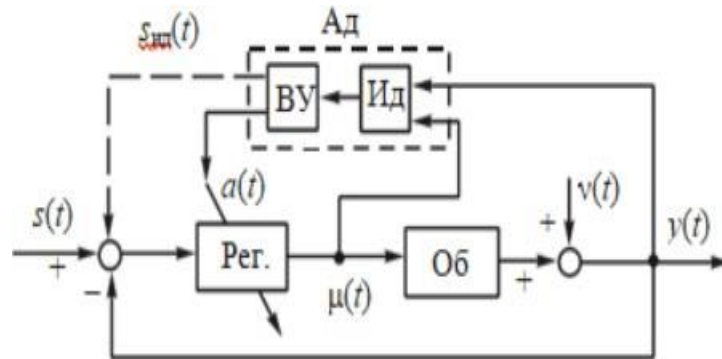 Ад
sид(t)
ВУ
Ид
a(t)
ν(t)
s(t)
y(t)
+
+
Рег.
Об
−
μ(t)
+